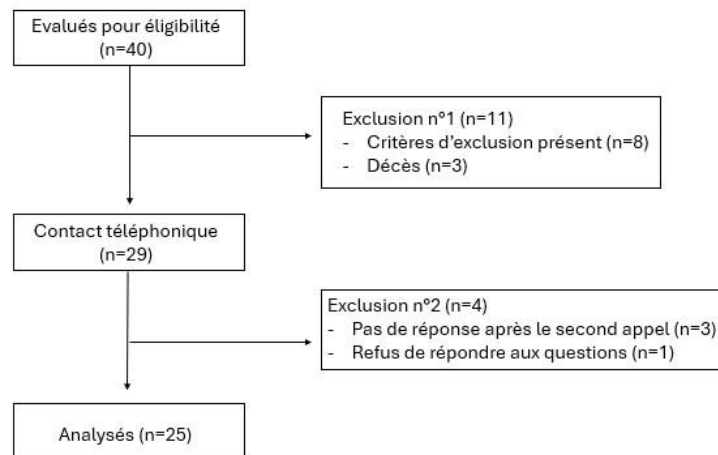 Evalués pour éligibilité
(n=40)
Exclusion n°1 (n=11)
- Critères d'exclusion présent (n=8)
- Décès (n=3)
Contact téléphonique
(n=29)
Exclusion n°2 (n=4)
- Pas de réponse après le second appel (n=3)
- Refus de répondre aux questions (n=1)
Analysés (n=25)